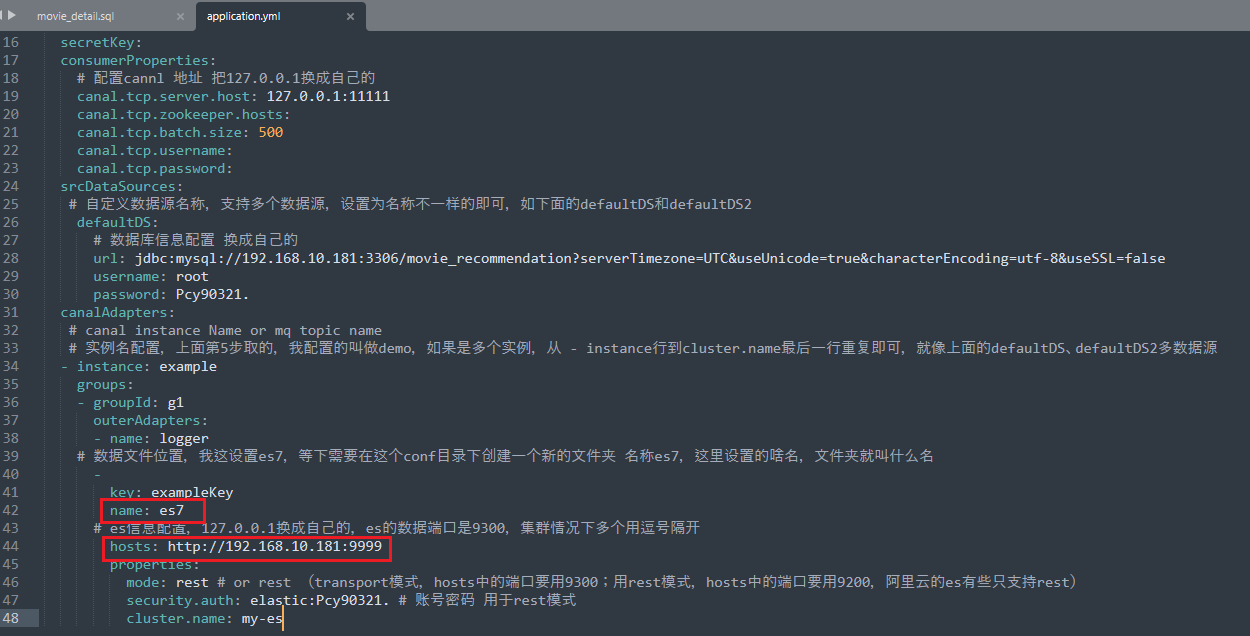 movie_detail.sql × application.yml ×
16 secretKey:
17 consumerProperties:
18 # 配置cannl 地址 把127.0.0.1换成自己的
19 canal.tcp.server.host: 127.0.0.1:11111
20 canal.tcp.zookeeper.hosts:
21 canal.tcp.batch.size: 500
22 canal.tcp.username:
23 canal.tcp.password:
24 srcDataSources:
25 # 自定义数据源名称, 支持多个数据源, 设置为名称不一样的即可, 如下面的defaultDS和defaultDS2
26 defaultDS:
27 # 数据库信息配置 换成自己的
28 url: jdbc:mysql://192.168.10.181:3306/movie_recommendation?serverTimezone=UTC&useUnicode=true&characterEncoding=utf-8&useSSL=false
29 username: root
30 password: Pcy90321.
31 canalAdapters:
32 # canal instance Name or mq topic name
33 # 实例名配置, 上面第5步取的, 我配置的叫做demo, 如果是多个实例, 从 - instance行到cluster.name最后一行重复即可, 就像上面的defaultDS、defaultDS2多数据源
34 - instance: example
35 groups:
36 - groupId: g1
37 outerAdapters:
38 - name: logger
39 # 数据文件位置, 我这设置es7, 等下需要在这个conf目录下创建一个新的文件夹 名称es7, 这里设置的啥名, 文件夹就叫什么名
40 -
41 key: exampleKey
42 name: es7
43 # es信息配置, 127.0.0.1换成自己的, es的数据端口是9300, 集群情况下多个用逗号隔开
44 hosts: http://192.168.10.181:9999
45 properties:
46 mode: rest # or rest （transport模式, hosts中的端口要用9300；用rest模式, hosts中的端口要用9200, 阿里云的es有些只支持rest）
47 security.auth: elastic:Pcy90321. # 账号密码 用于rest模式
48 cluster.name: my-es